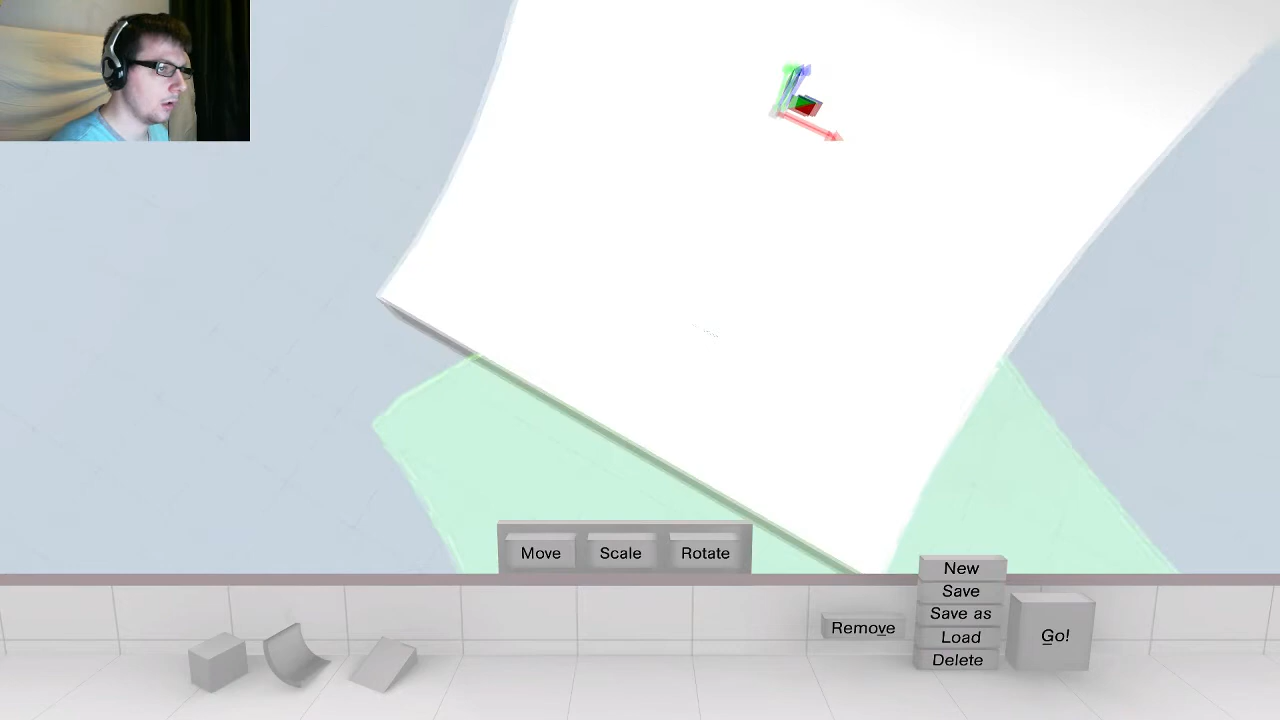 Move
Scale
Rotate
New
Save
Save as
Load
Delete
Remove
Go!